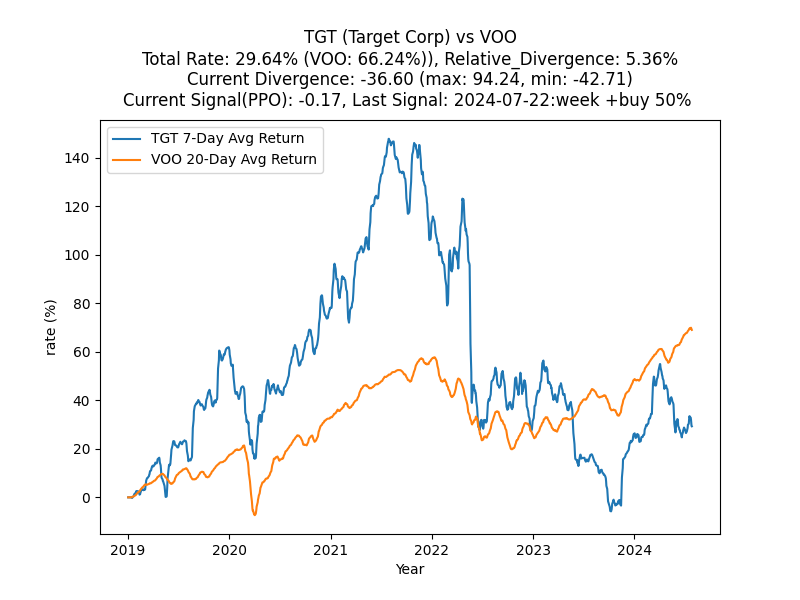 TGT (Target Corp) vs VOO
Total Rate: 29.64% (VOO: 66.24%)), Relative_Divergence: 5.36%
Current Divergence: -36.60 (max: 94.24, min: -42.71)
Current Signal(PPO): -0.17, Last Signal: 2024-07-22:week +buy 50%
TGT 7-Day Avg Return
VOO 20-Day Avg Return
140
120
100
80
60
40
20
0
rate (%)
2019 2020 2021 2022 2023 2024
Year